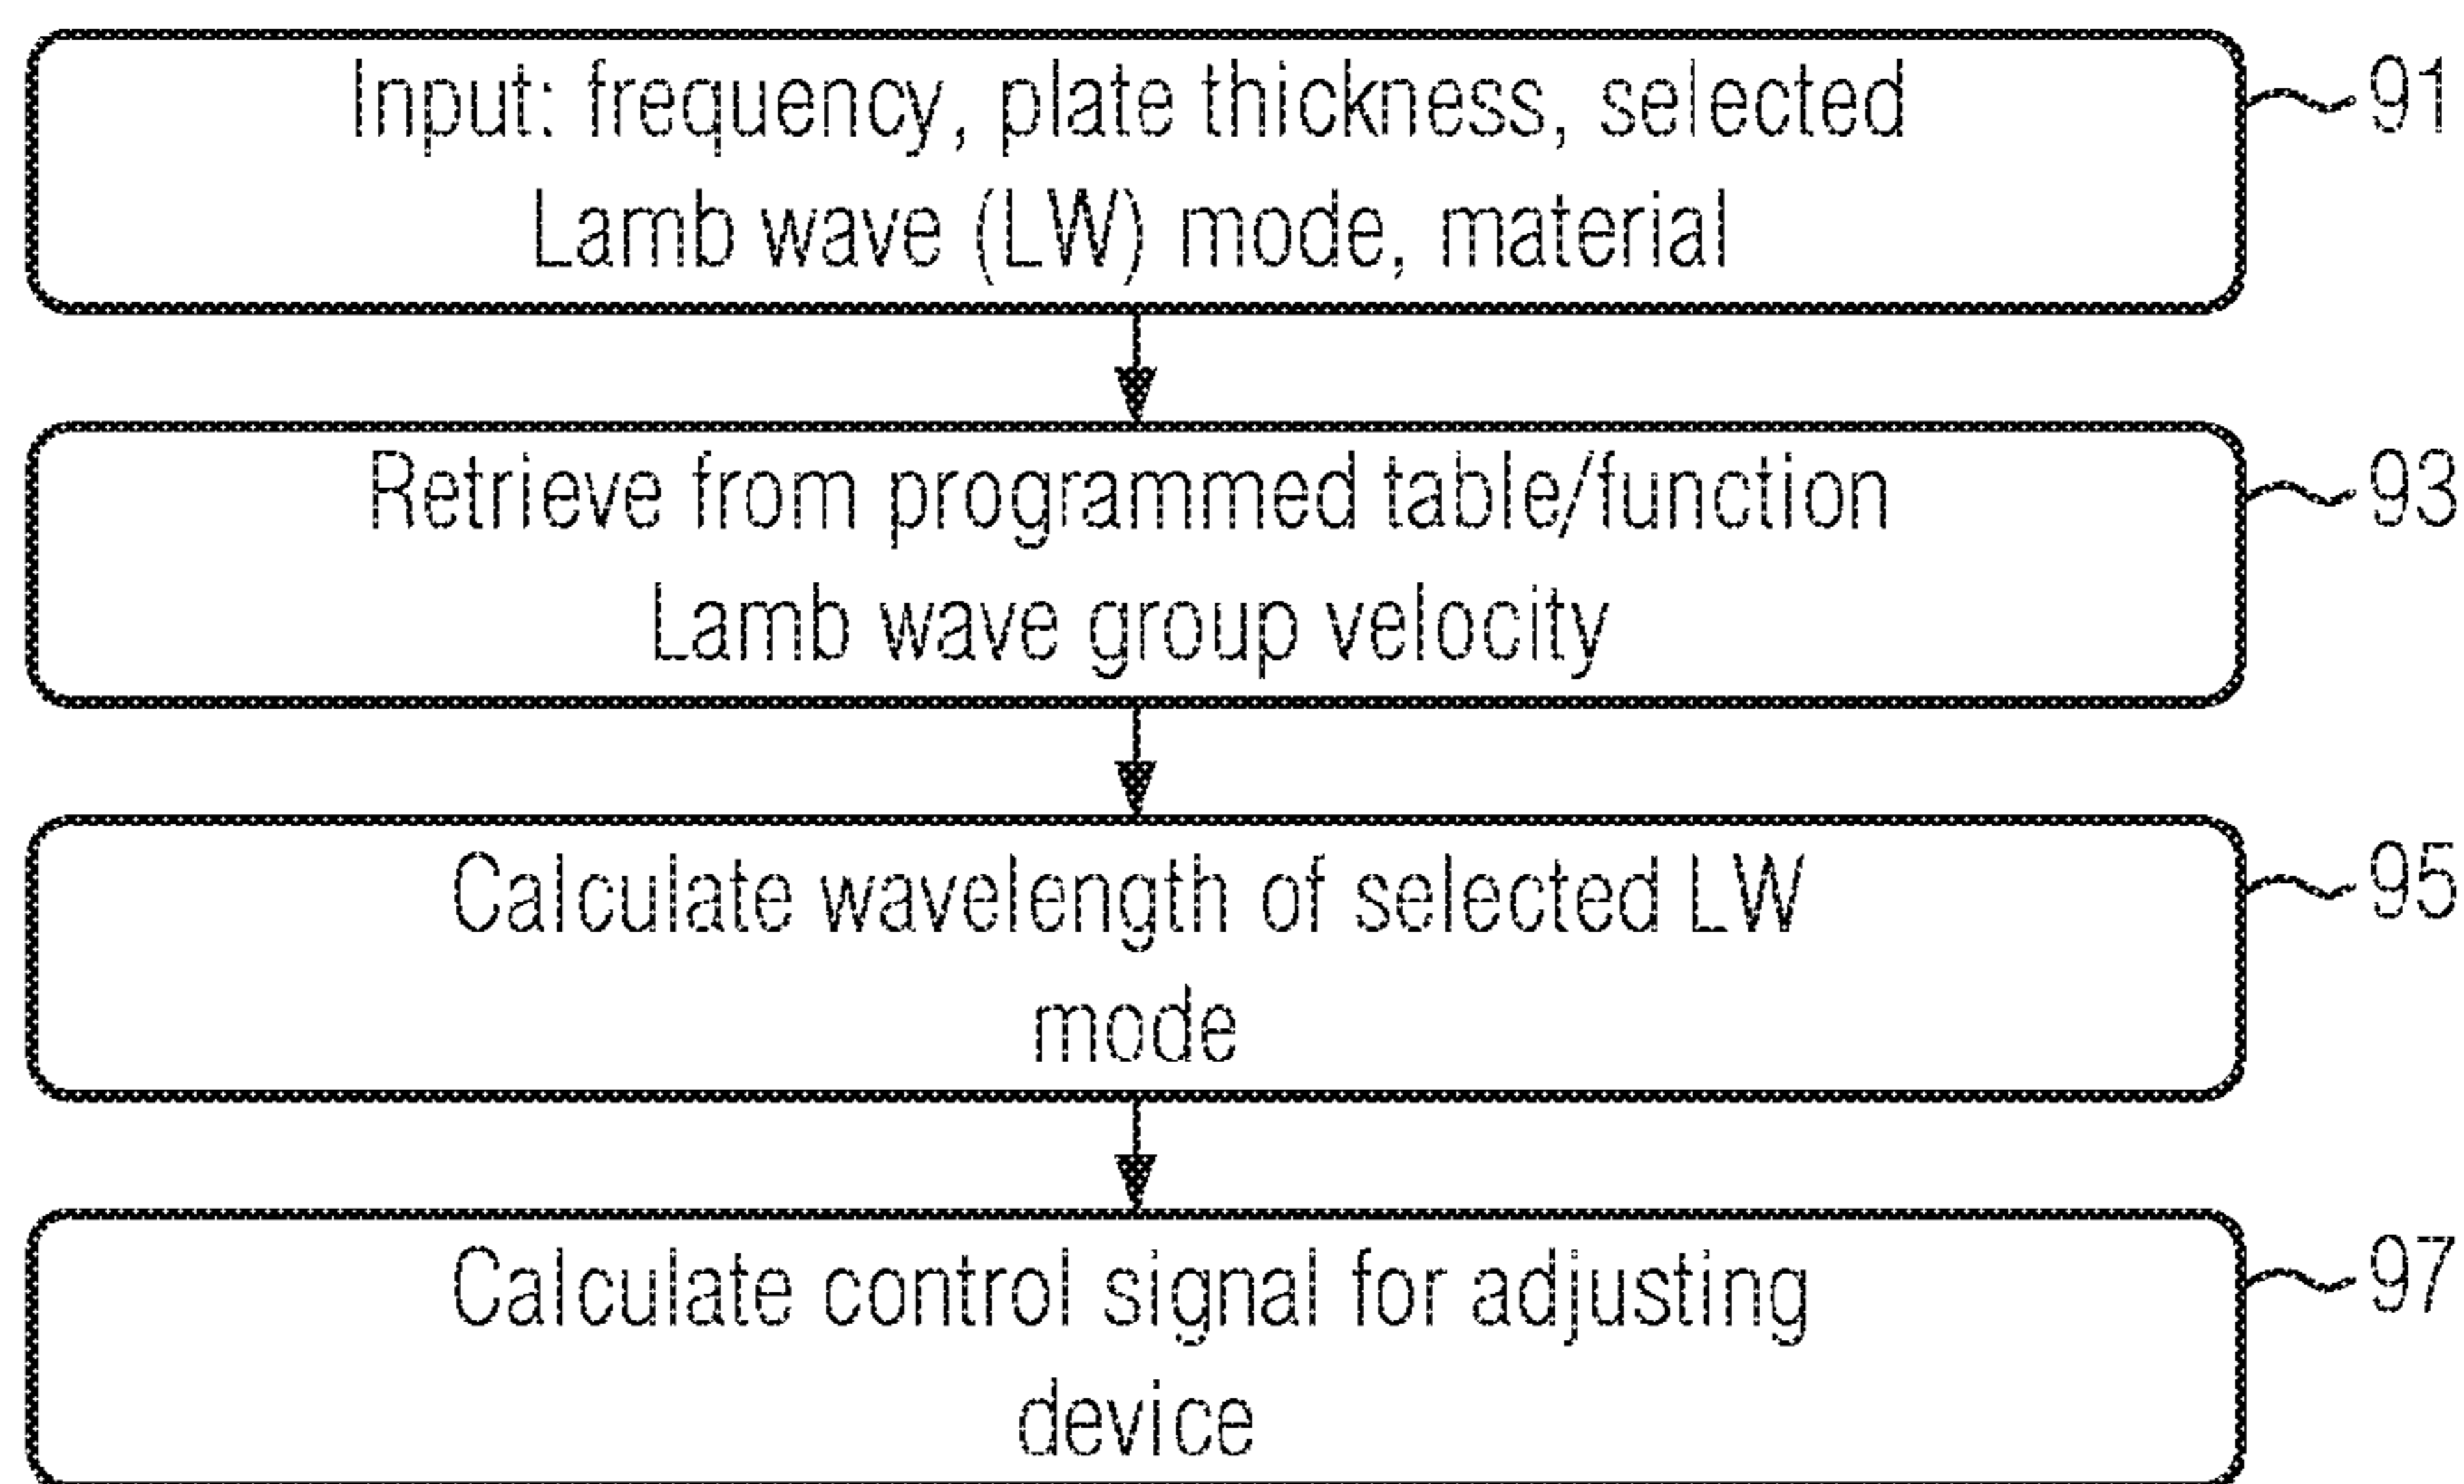 Input: frequency, plate thickness, selected 91
Lamb wave (LW) mode, material
Retrieve from programmed table/function 93
Lamb wave group velocity
Calculate wavelength of selected LW 95
mode
Calculate control signal for adjusting 97
device